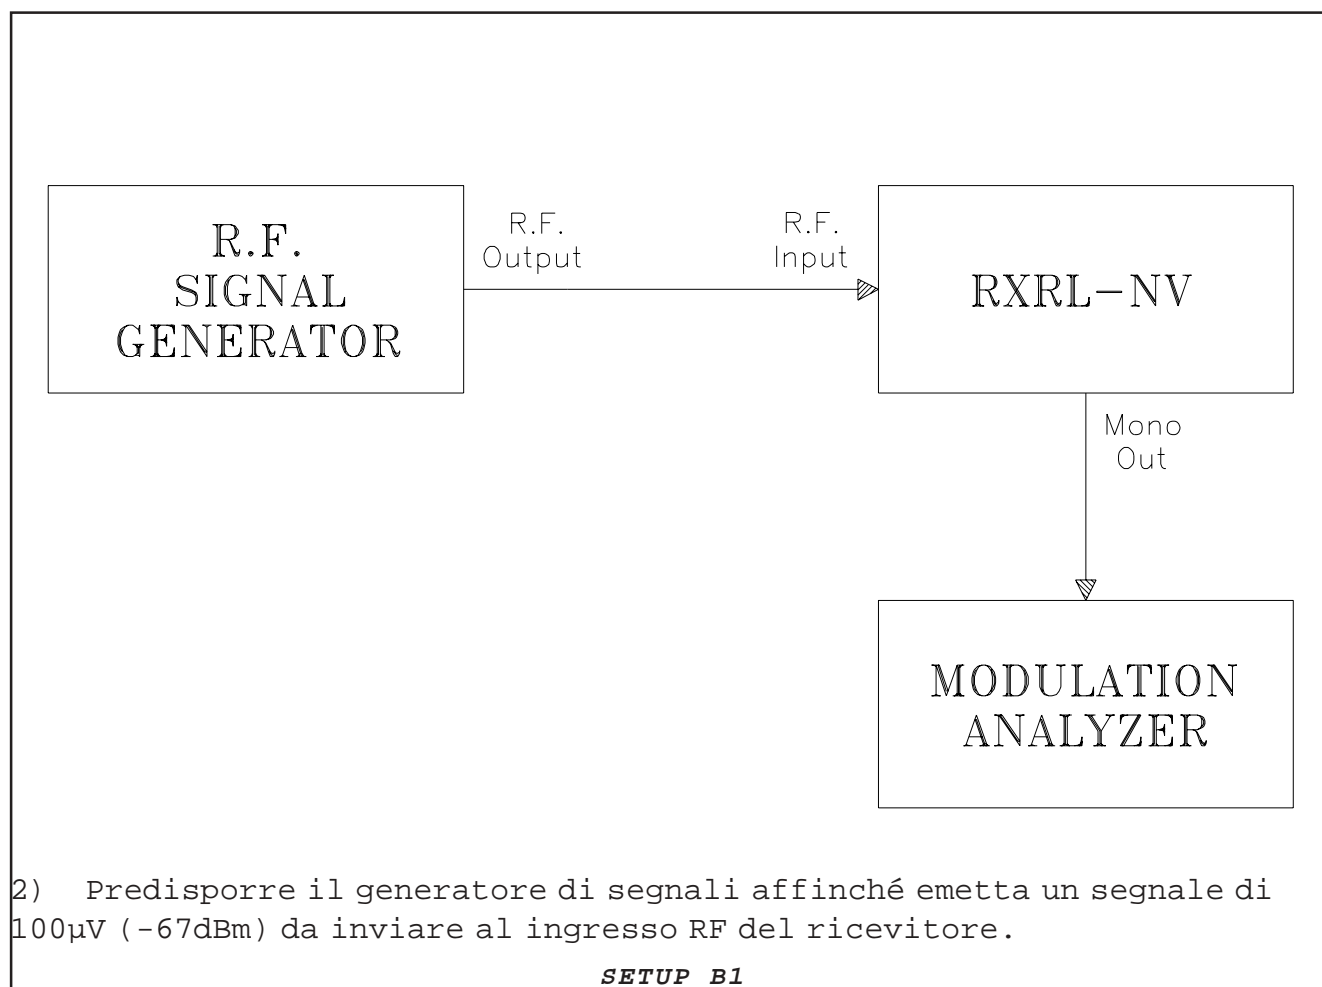 R.F.
SIGNAL
GENERATOR
R.F.
Output
R.F.
Input
RXRL-NV
Mono
Out
MODULATION
ANALYZER
2) Predisporre il generatore di segnali affinché emetta un segnale di
100µV (-67dBm) da inviare al ingresso RF del ricevitore.
SETUP B1